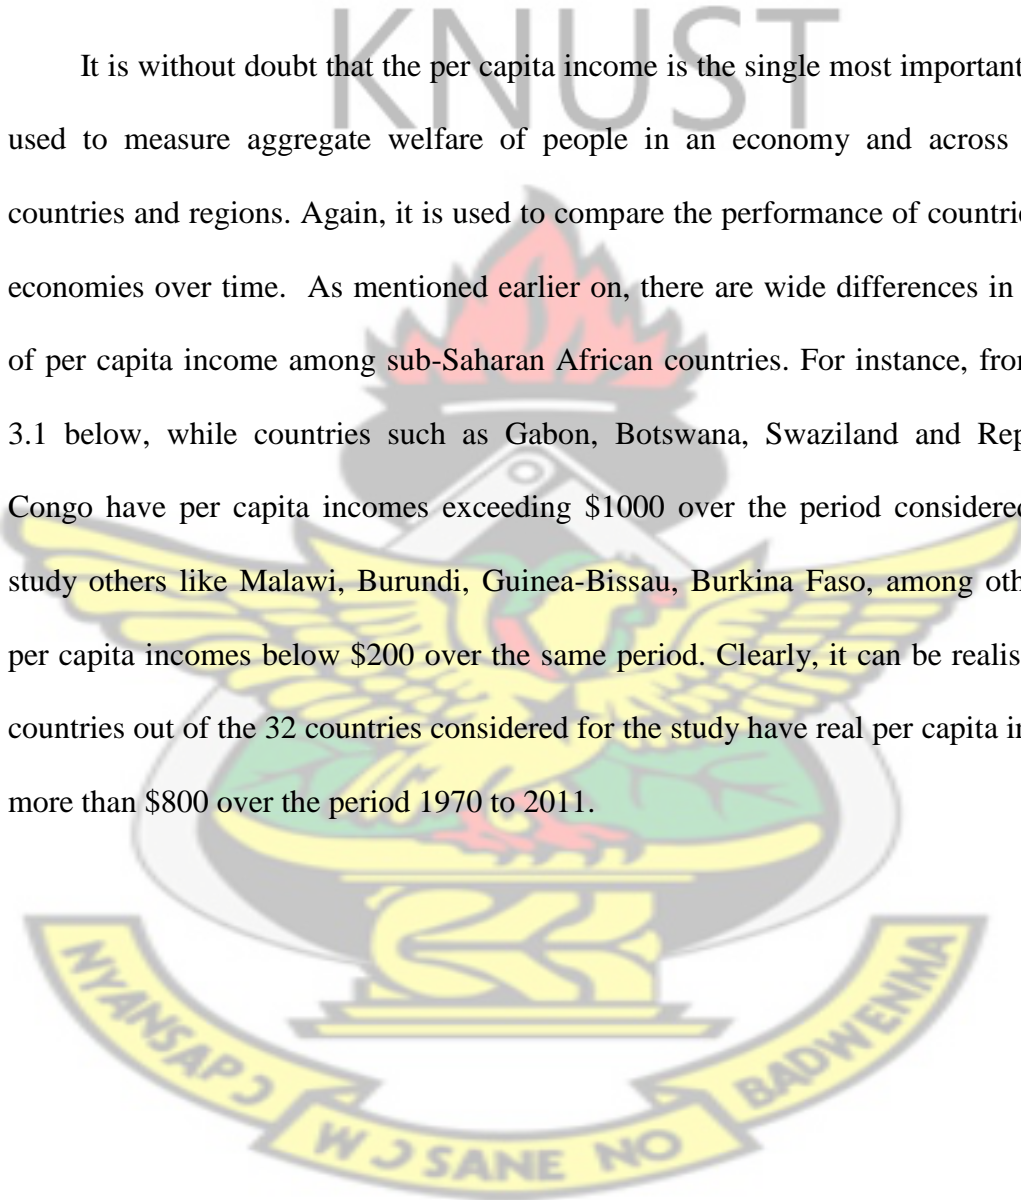 KNUST
It is without doubt that the per capita income is the single most important
used to measure aggregate welfare of people in an economy and across
countries and regions. Again, it is used to compare the performance of
economies over time. As mentioned earlier on, there are wide differences in
of per capita income among sub-Saharan African countries. For instance,
3.1 below, while countries such as Gabon, Botswana, Swaziland and
Congo have per capita incomes exceeding $1000 over the period
study others like Malawi, Burundi, Guinea-Bissau, Burkina Faso, among
per capita incomes below $200 over the same period. Clearly, it can be
countries out of the 32 countries considered for the study have real per capita
more than $800 over the period 1970 to 2011.
NYANSAPƆ
WƆ SANE NO
BADWENMA